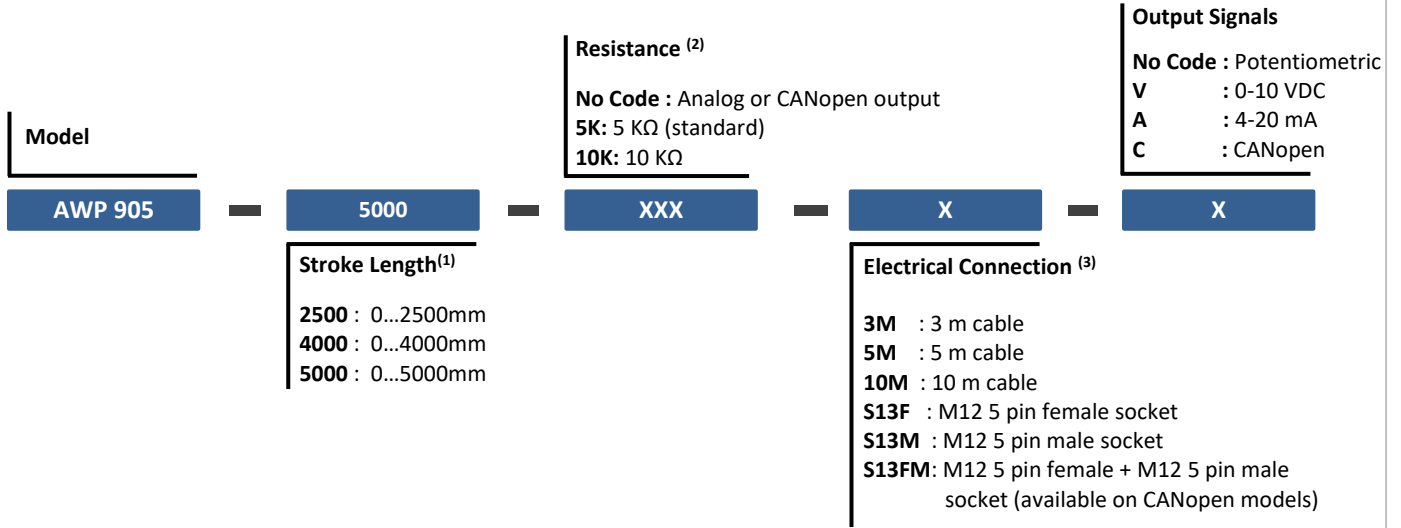 Output Signals
No Code : Potentiometric
V : 0-10 VDC
A : 4-20 mA
C : CANopen
Resistance (2)
No Code : Analog or CANopen output
5K: 5 KΩ (standard)
10K: 10 KΩ
Model
AWP 905 – 5000 – XXX – X – X
Stroke Length(1)
2500 : 0...2500mm
4000 : 0...4000mm
5000 : 0...5000mm
Electrical Connection (3)
3M : 3 m cable
5M : 5 m cable
10M : 10 m cable
S13F : M12 5 pin female socket
S13M : M12 5 pin male socket
S13FM: M12 5 pin female + M12 5 pin male
socket (available on CANopen models)